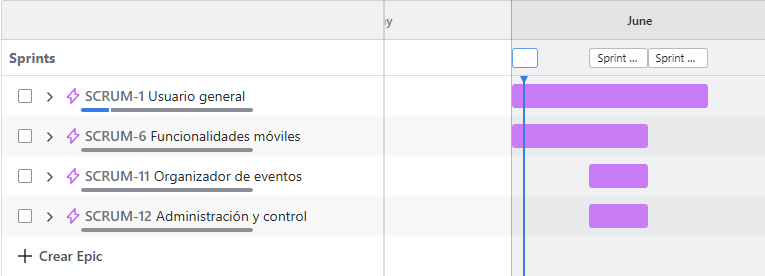 June
Sprints
Sprint ... Sprint ...
SCRUM-1 Usuario general
SCRUM-6 Funcionalidades móviles
SCRUM-11 Organizador de eventos
SCRUM-12 Administración y control
Crear Epic